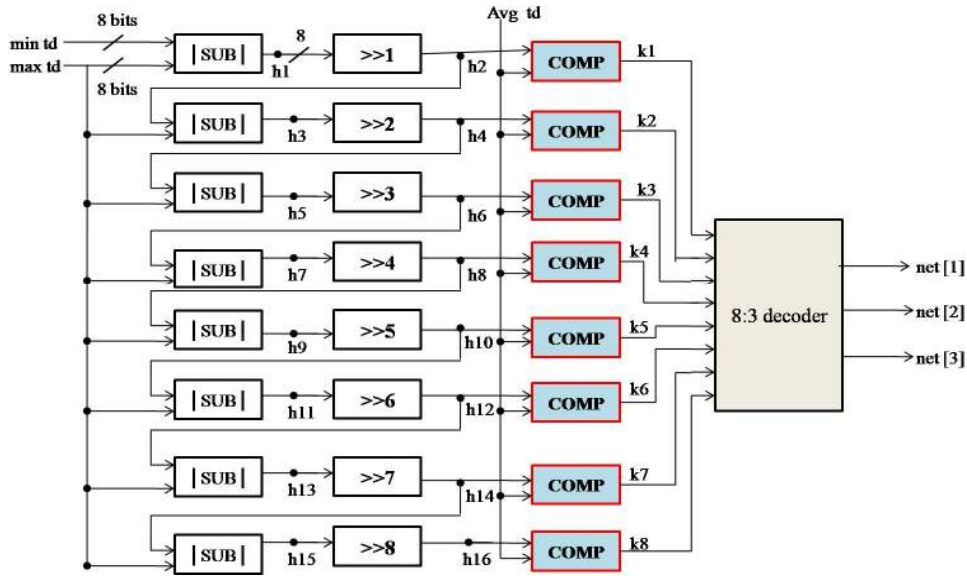 Avg td
8 bits
min td
max td
8 bits
|SUB|
h1
8
>>1
h2
COMP
k1
|SUB|
h3
>>2
h4
COMP
k2
|SUB|
h5
>>3
h6
COMP
k3
|SUB|
h7
>>4
h8
COMP
k4
|SUB|
h9
>>5
h10
COMP
k5
|SUB|
h11
>>6
h12
COMP
k6
|SUB|
h13
>>7
h14
COMP
k7
|SUB|
h15
>>8
h16
COMP
k8
8:3 decoder
net [1]
net [2]
net [3]